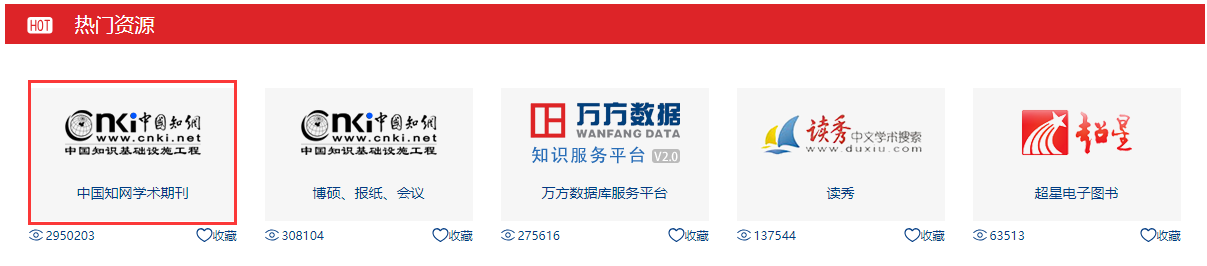 HOT 热门资源
cnki中国知网
www.cnki.net
中国知识基础设施工程
中国知网学术期刊
2950203 收藏
cnki中国知网
www.cnki.net
中国知识基础设施工程
博硕、报纸、会议
308104 收藏
万方数据
WANFANG DATA
知识服务平台 V2.0
万方数据库服务平台
275616 收藏
读秀中文学术搜索
www.duxiu.com
读秀
137544 收藏
超星
超星电子图书
63513 收藏